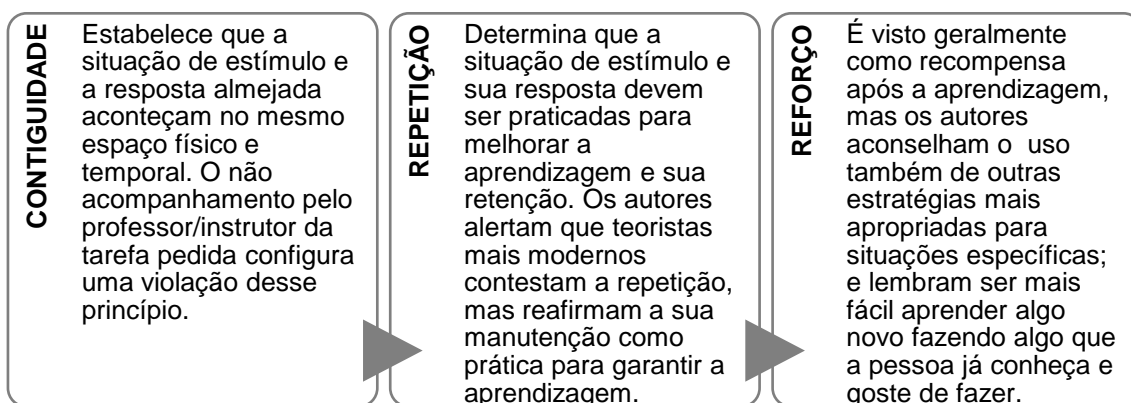 CONTIGUIDADE
Estabelece que a
situação de estímulo e
a resposta almejada
aconteçam no mesmo
espaço físico e
temporal. O não
acompanhamento pelo
professor/instrutor da
tarefa pedida configura
uma violação desse
princípio.
REPETIÇÃO
Determina que a
situação de estímulo e
sua resposta devem
ser praticadas para
melhorar a
aprendizagem e sua
retenção. Os autores
alertam que teoristas
mais modernos
contestam a repetição,
mas reafirmam a sua
manutenção como
prática para garantir a
aprendizagem.
REFORÇO
É visto geralmente
como recompensa
após a aprendizagem,
mas os autores
aconselham o uso
também de outras
estratégias mais
apropriadas para
situações específicas;
e lembram ser mais
fácil aprender algo
novo fazendo algo que
a pessoa já conheça e
goste de fazer.